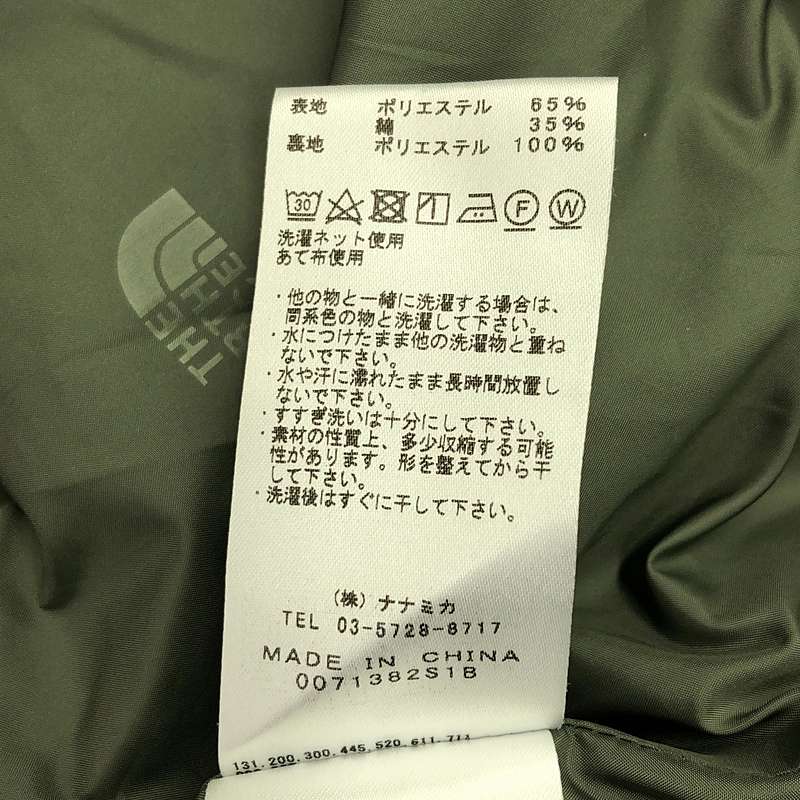 表地 ポリエステル 65%
綿 35%
裏地 ポリエステル 100%
30 F W
洗濯ネット使用
あて布使用
・他の物と一緒に洗濯する場合は、
同系色の物と洗濯して下さい。
・水につけたまま他の洗濯物と重ね
ないで下さい。
・水や汗に濡れたまま長時間放置し
ないで下さい。
・すすぎ洗いは十分にして下さい。
・素材の性質上、多少収縮する可能
性があります。形を整えてから干
して下さい。
・洗濯後はすぐに干して下さい。
(株) ナナミカ
TEL 03-5728-8717
MADE IN CHINA
0071382S1B
131.200.300.445.520.611.711
THE